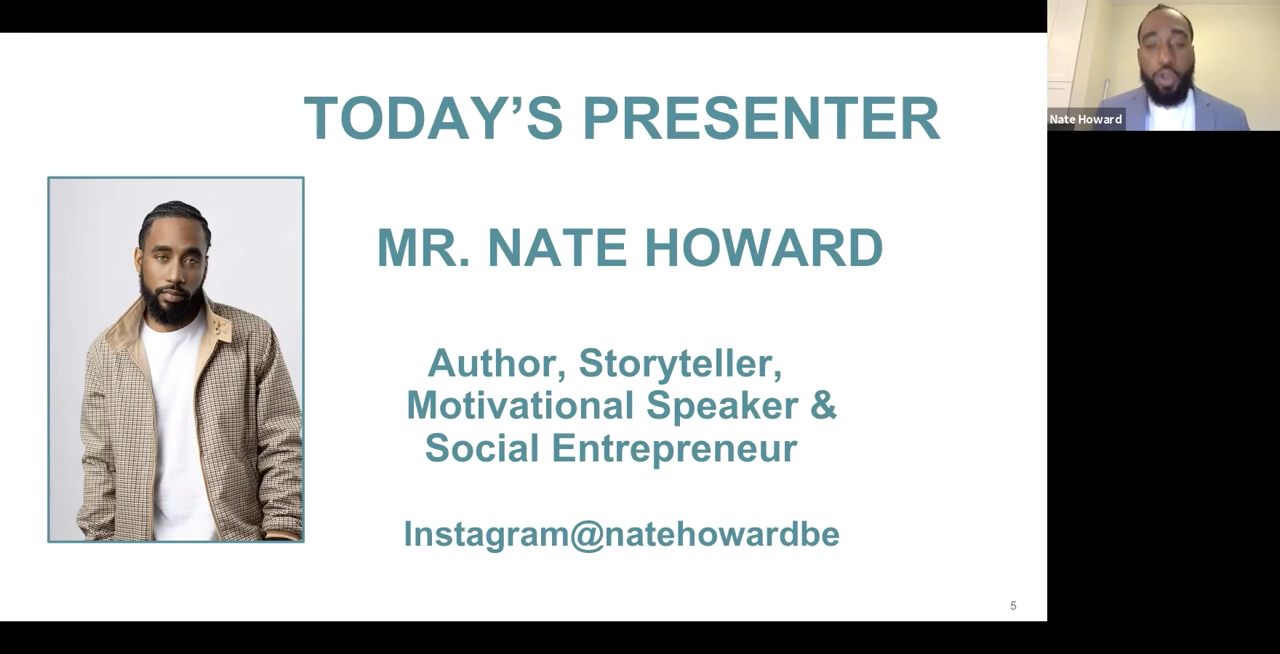 TODAY’S PRESENTER
MR. NATE HOWARD
Author, Storyteller,
Motivational Speaker &
Social Entrepreneur
Instagram@natehowardbe
5
Nate Howard